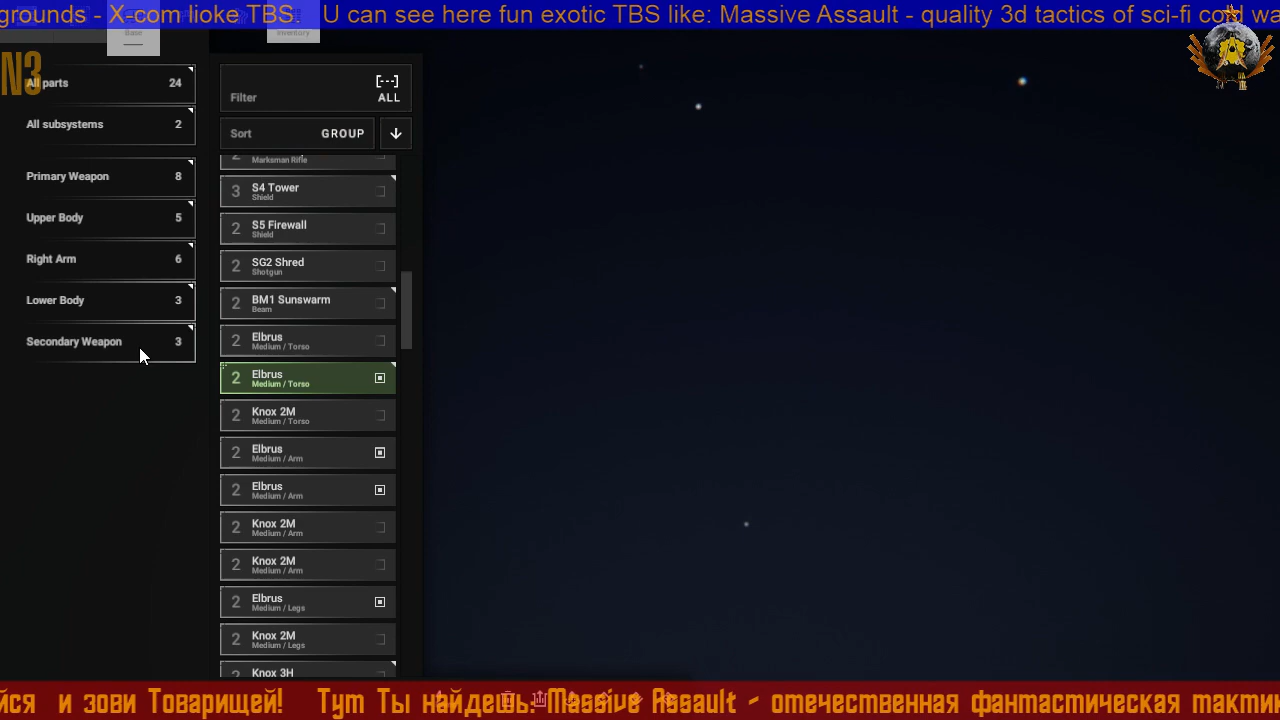 grounds - X-com lioke TBS. U can see here fun exotic TBS like: Massive Assault - quality 3d tactics of sci-fi cold wa
Base
Inventory
N3
All parts 24
All subsystems 2
Primary Weapon 8
Upper Body 5
Right Arm 6
Lower Body 3
Secondary Weapon 3
Filter ALL
Sort GROUP
2
Marksman Rifle
3 S4 Tower
Shield
2 S5 Firewall
Shield
2 SG2 Shred
Shotgun
2 BM1 Sunswarm
Beam
2 Elbrus
Medium / Torso
2 Elbrus
Medium / Torso
2 Knox 2M
Medium / Torso
2 Elbrus
Medium / Arm
2 Elbrus
Medium / Arm
2 Knox 2M
Medium / Arm
2 Knox 2M
Medium / Arm
2 Elbrus
Medium / Legs
2 Knox 2M
Medium / Legs
Knox 3H
йся и зови Товарищей! Тут Ты найдешь: Massive Assault - отечественная фантастическая такти